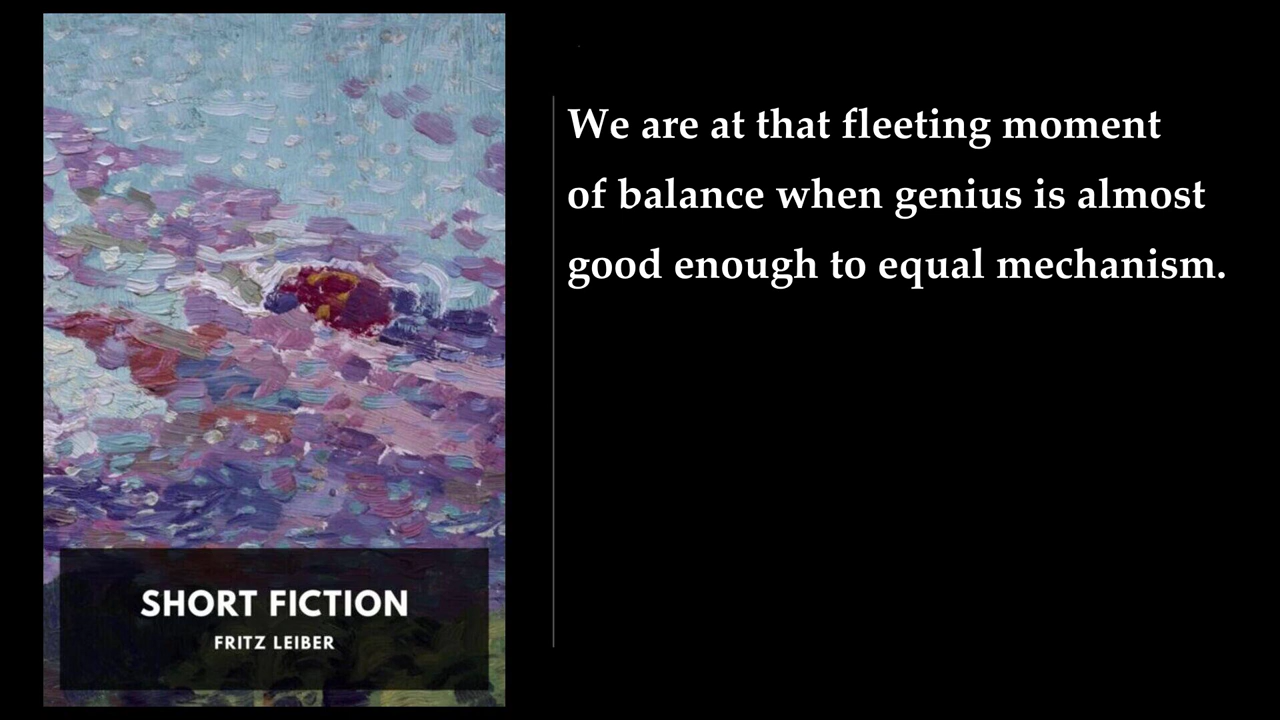 We are at that fleeting moment
of balance when genius is almost
good enough to equal mechanism.
SHORT FICTION
FRITZ LEIBER